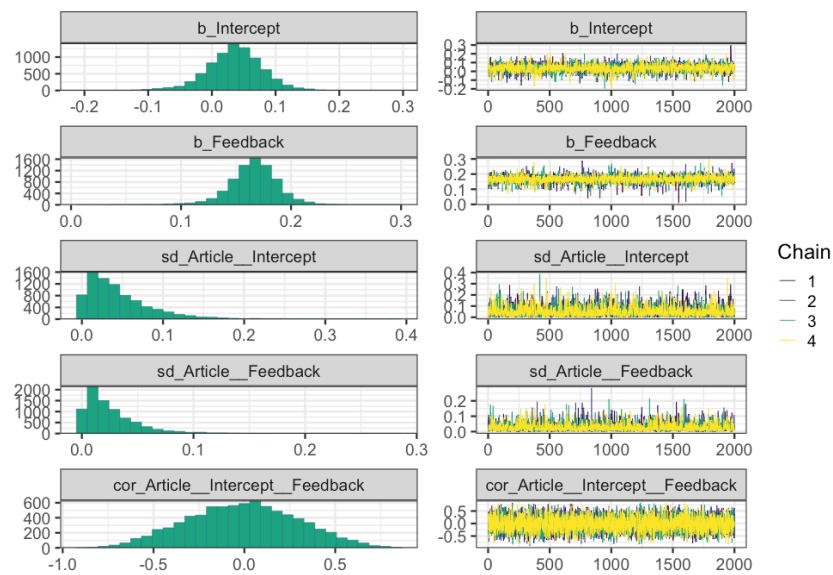 b_Intercept
1000
500
0
-0.2 -0.1 0.0 0.1 0.2 0.3
b_Intercept
0.3
0.2
0.1
0.0
-0.1
-0.2
0 500 1000 1500 2000
b_Feedback
1600
1200
800
400
0
0.0 0.1 0.2 0.3
b_Feedback
0.3
0.2
0.1
0.0
0 500 1000 1500 2000
sd_Article__Intercept
1600
1200
800
400
0
0.0 0.1 0.2 0.3 0.4
sd_Article__Intercept
0.4
0.3
0.2
0.1
0.0
0 500 1000 1500 2000
Chain
1
2
3
4
sd_Article__Feedback
2000
1500
1000
500
0
0.0 0.1 0.2 0.3
sd_Article__Feedback
0.2
0.1
0.0
0 500 1000 1500 2000
cor_Article__Intercept__Feedback
600
400
200
0
-1.0 -0.5 0.0 0.5
cor_Article__Intercept__Feedback
0.5
0.0
-0.5
0 500 1000 1500 2000